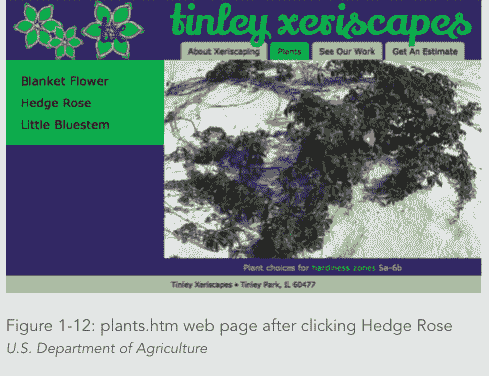 tinley xeriscapes
About Xeriscaping Plants See Our Work Get An Estimate
Blanket Flower
Hedge Rose
Little Bluestem
Plant choices for hardiness zones 5a-6b
Tinley Xeriscapes • Tinley Park, IL 60477
Figure 1-12: plants.htm web page after clicking Hedge Rose
U.S. Department of Agriculture